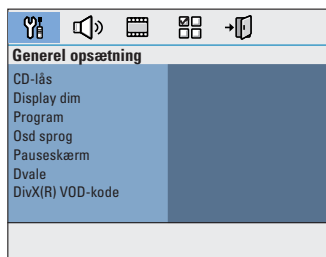 Generel opsætning
CD-lås
Display dim
Program
Osd sprog
Pauseskærm
Dvale
DivX(R) VOD-kode